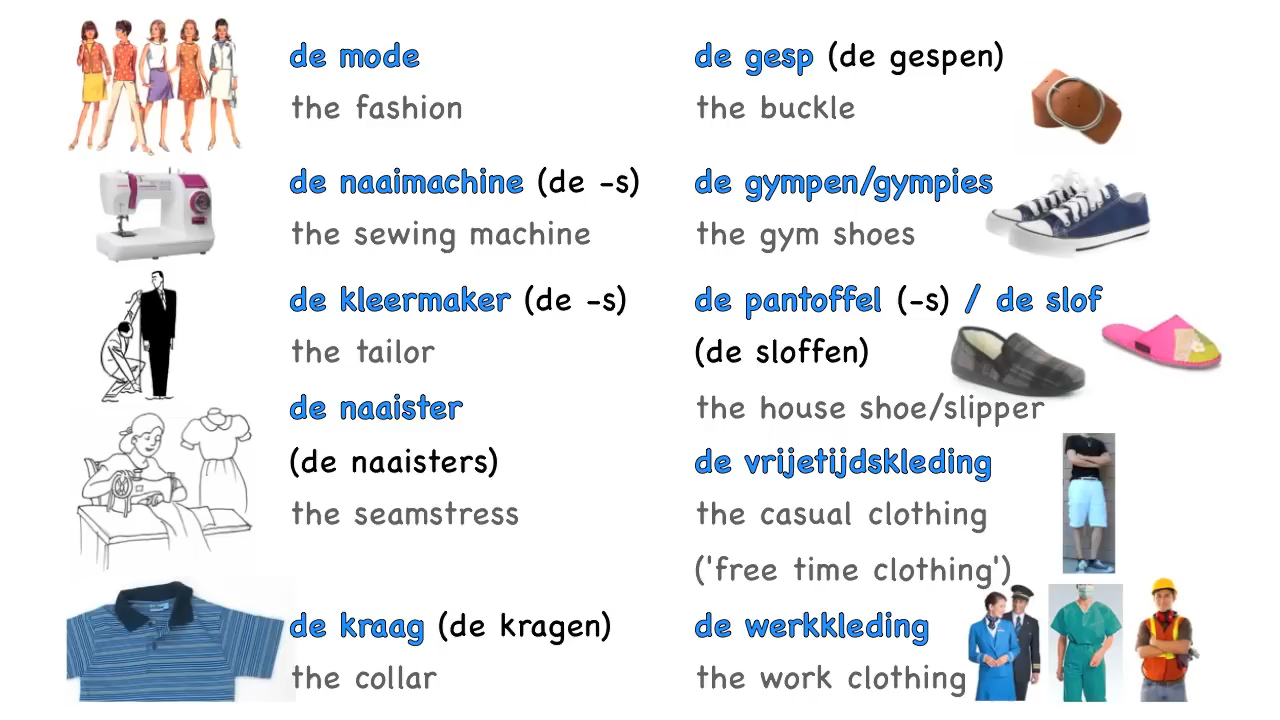 de mode
the fashion
de naaimachine (de -s)
the sewing machine
de kleermaker (de -s)
the tailor
de naaister
(de naaisters)
the seamstress
de kraag (de kragen)
the collar
de gesp (de gespen)
the buckle
de gympen/gympies
the gym shoes
de pantoffel (-s) / de slof
(de sloffen)
the house shoe/slipper
de vrijetijdskleding
the casual clothing
('free time clothing')
de werkkleding
the work clothing